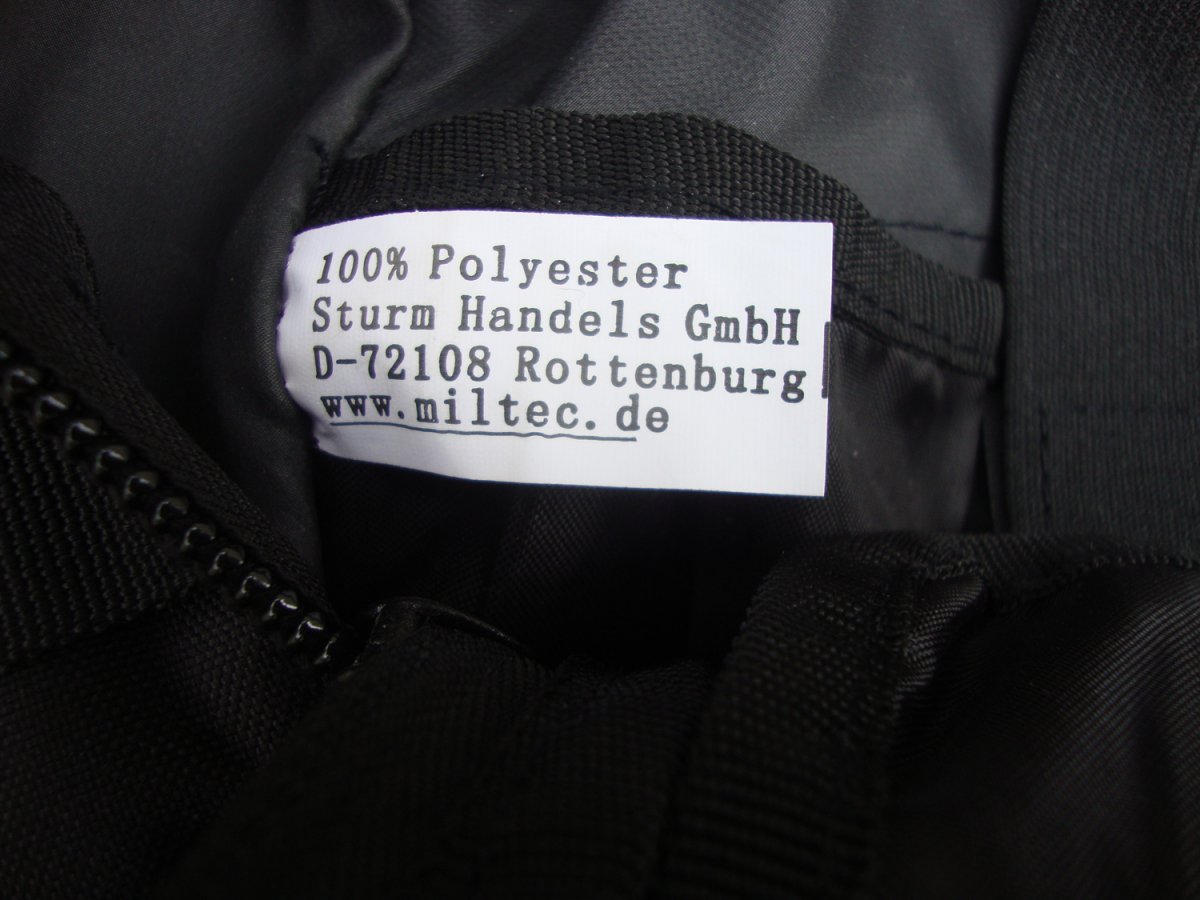 100% Polyester
Sturm Handels GmbH
D-72108 Rottenburg
www.miltec.de